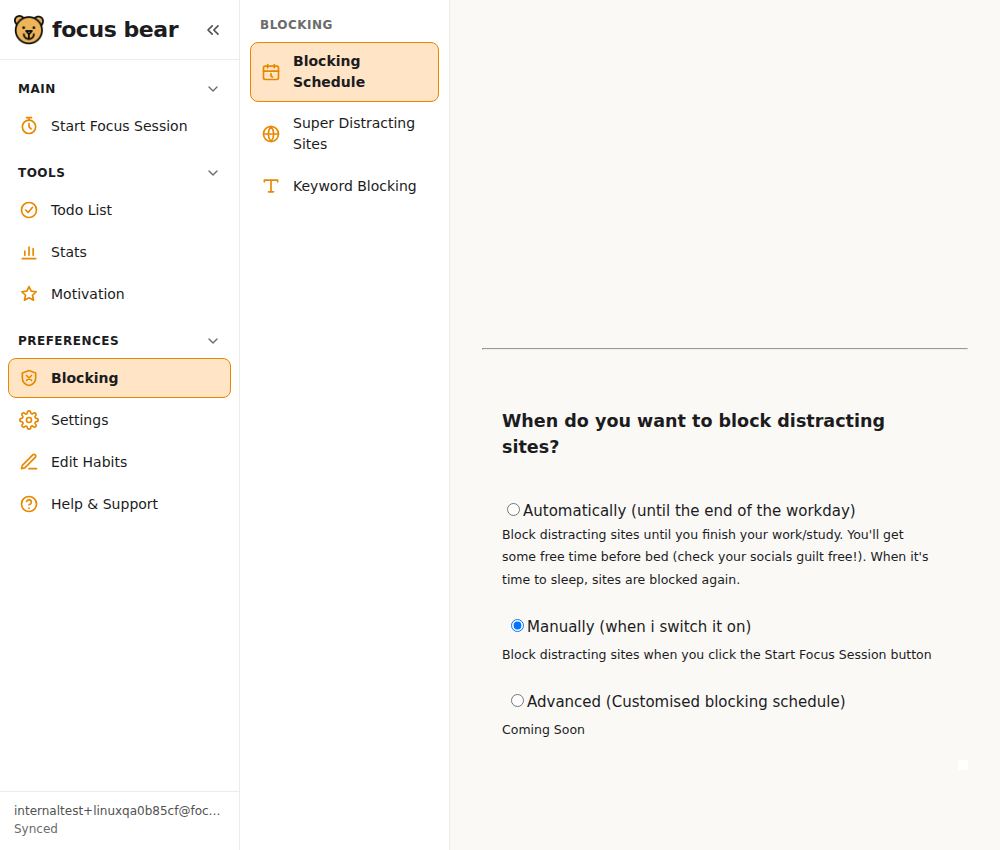 focus bear
MAIN
Start Focus Session
TOOLS
Todo List
Stats
Motivation
PREFERENCES
Blocking
Settings
Edit Habits
Help & Support
internaltest+linuxqa0b85cf@foc...
Synced
BLOCKING
Blocking
Schedule
Super Distracting
Sites
Keyword Blocking
When do you want to block distracting
sites?
Automatically (until the end of the workday)
Block distracting sites until you finish your work/study. You'll get
some free time before bed (check your socials guilt free!). When it's
time to sleep, sites are blocked again.
Manually (when i switch it on)
Block distracting sites when you click the Start Focus Session button
Advanced (Customised blocking schedule)
Coming Soon